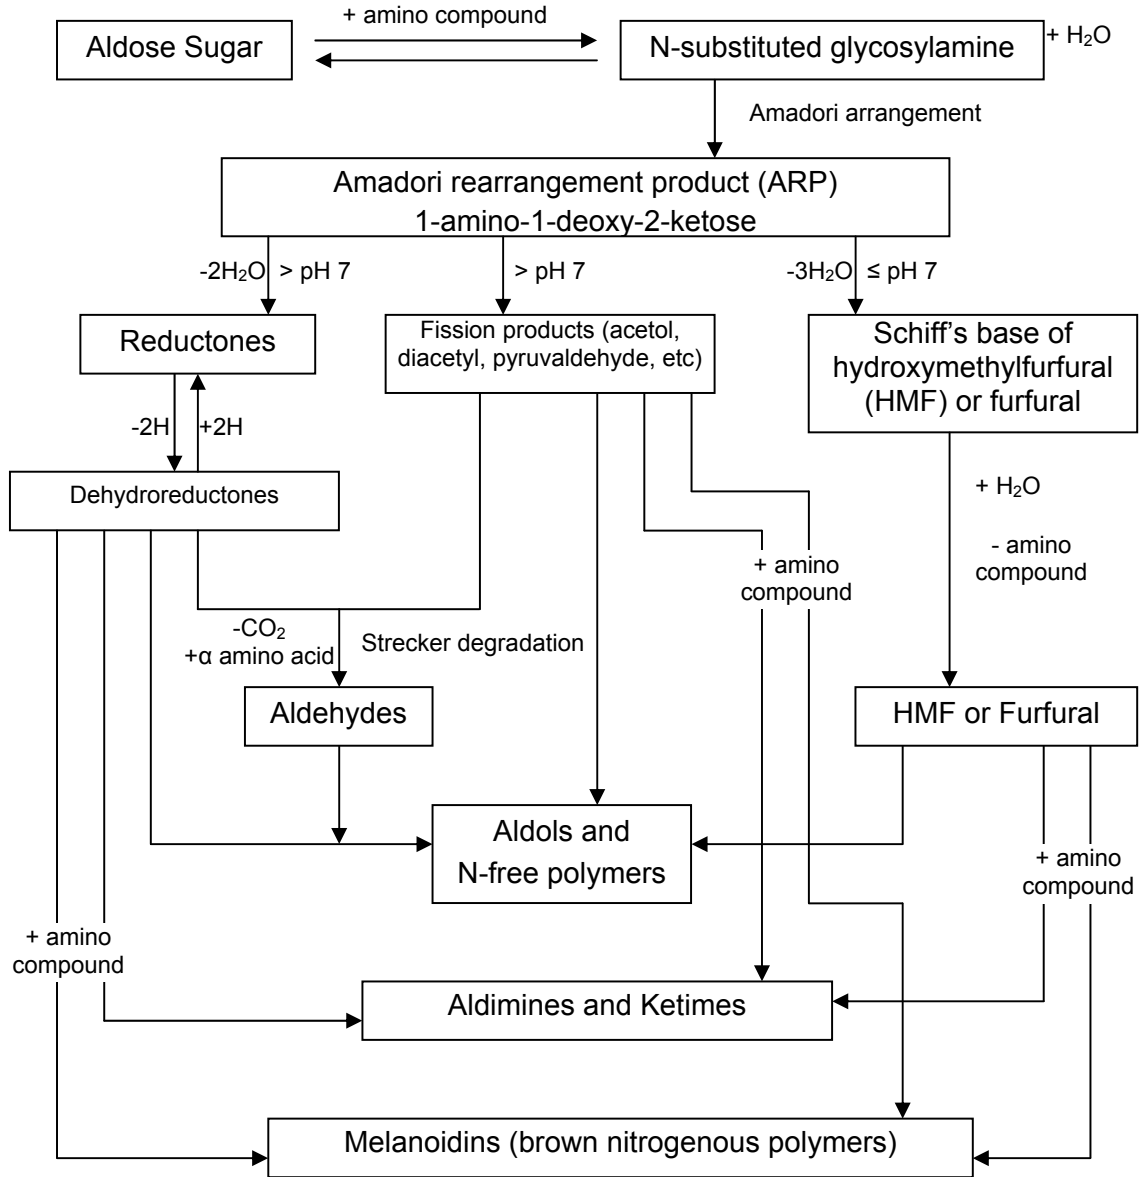 + amino compound
Aldose Sugar
N-substituted glycosylamine
+ H₂O
Amadori arrangement
Amadori rearrangement product (ARP)
1-amino-1-deoxy-2-ketose
-2H₂O > pH 7
> pH 7
-3H₂O ≤ pH 7
Reductones
Fission products (acetol,
diacetyl, pyruvaldehyde, etc)
Schiff’s base of
hydroxymethylfurfural
(HMF) or furfural
-2H
+2H
Dehydroreductones
+ H₂O
- amino
compound
+ amino
compound
-CO₂
+α amino acid
Strecker degradation
Aldehydes
HMF or Furfural
Aldols and
N-free polymers
+ amino
compound
+ amino
compound
Aldimines and Ketimes
Melanoidins (brown nitrogenous polymers)